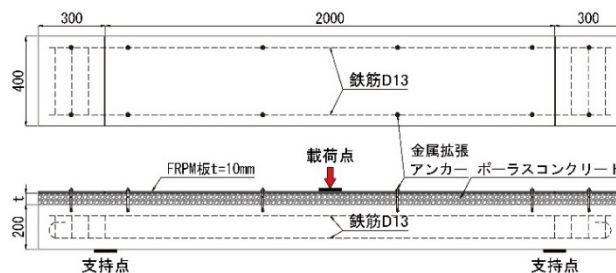 300
2000
300
400
鉄筋D13
金属拡張
アンカー
ポーラスコンクリート
FRPM板t=10mm
載荷点
t
200
鉄筋D13
支持点
支持点